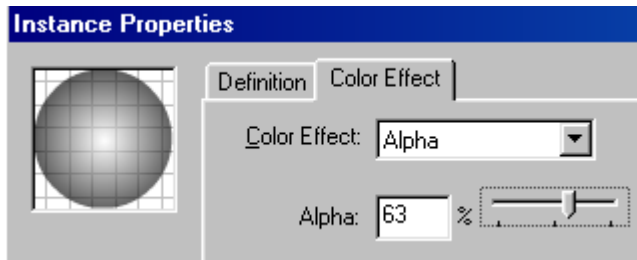 Instance Properties
Definition Color Effect
Color Effect: Alpha
Alpha: 63 %